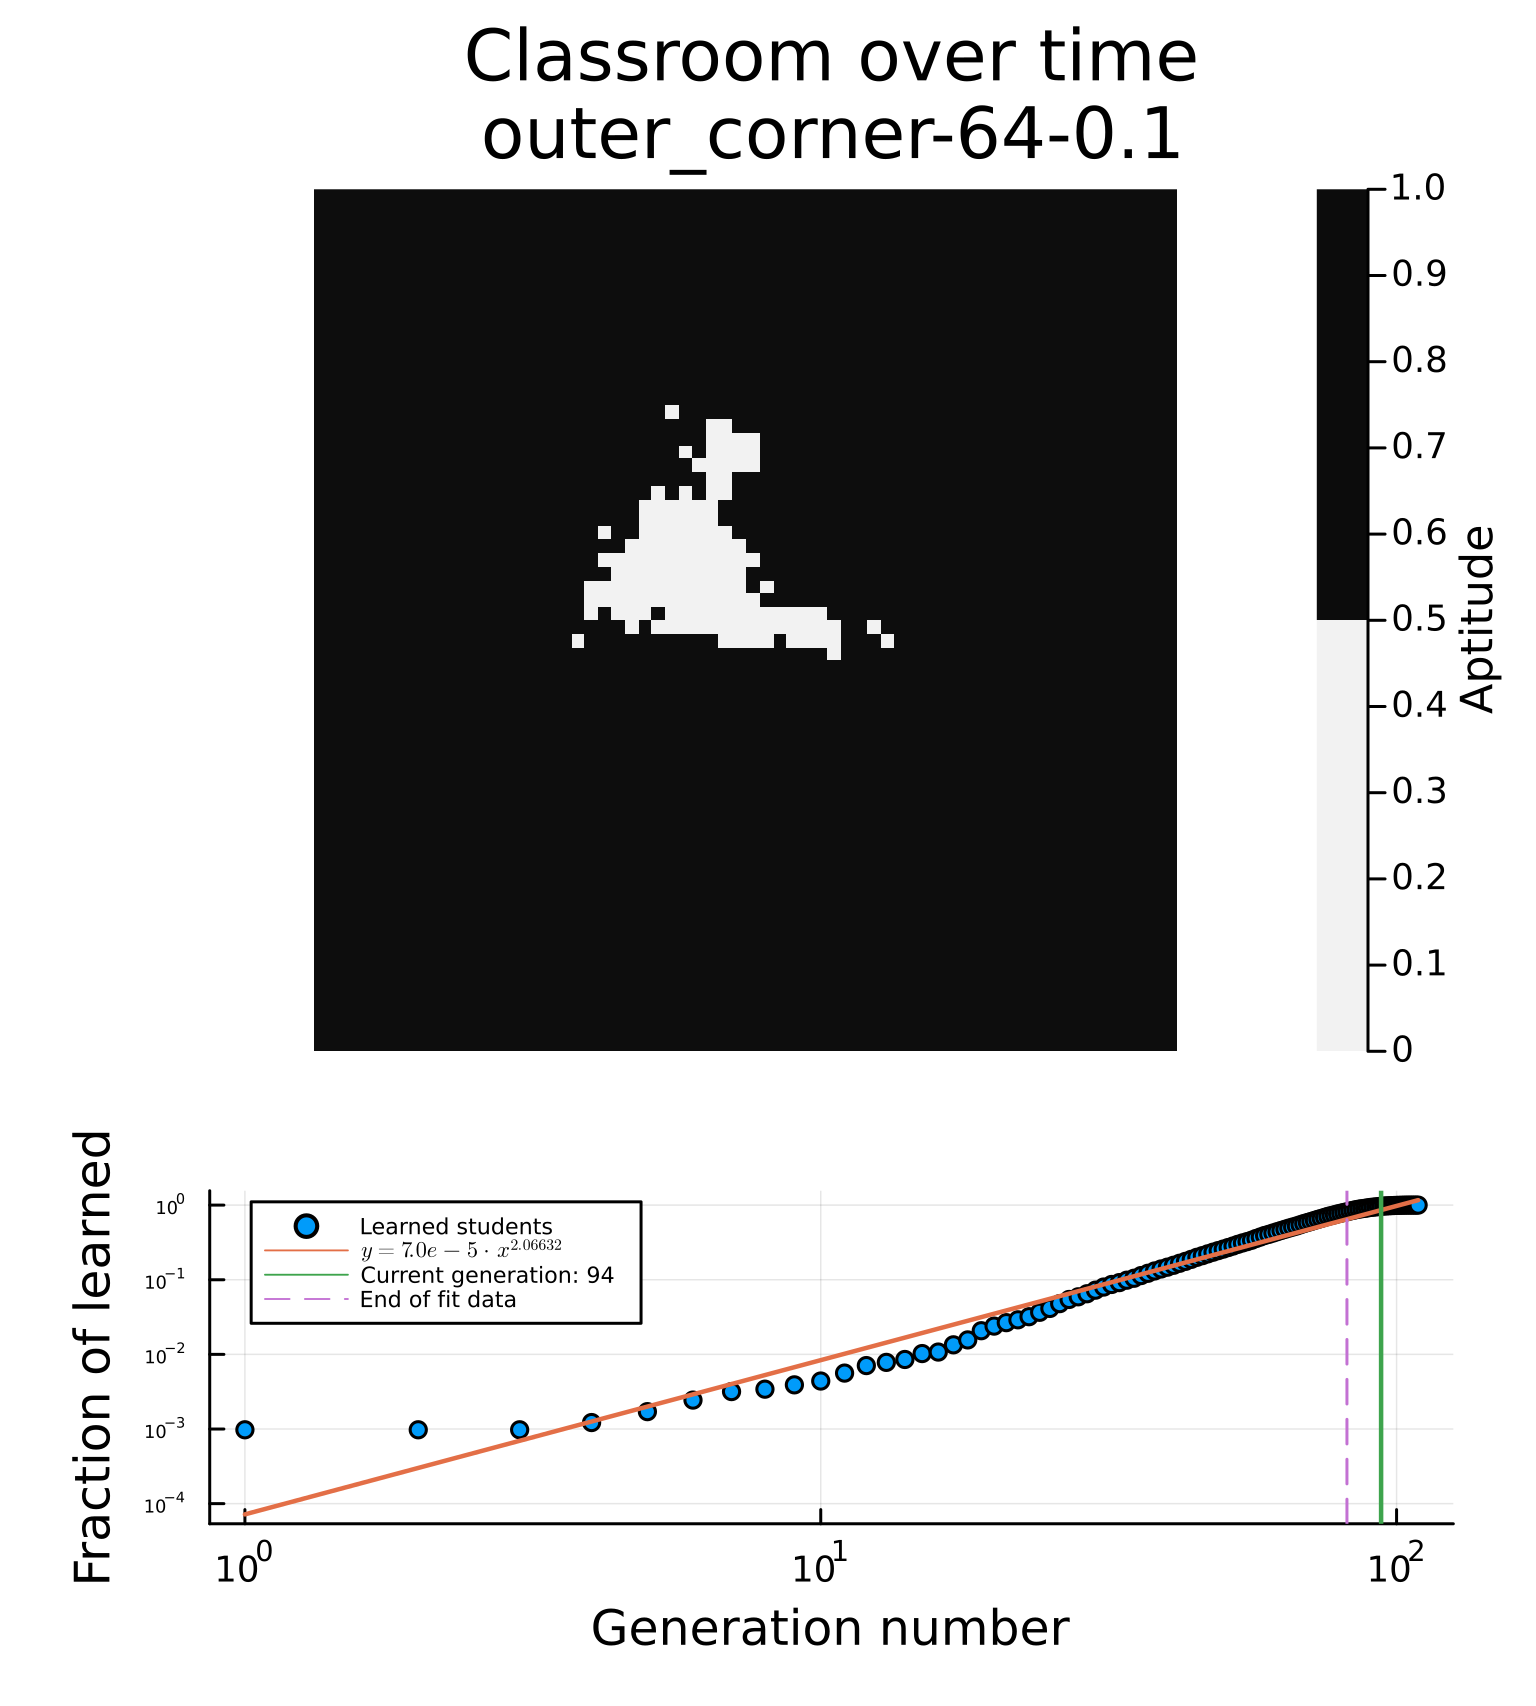 Classroom over time
outer_corner-64-0.1
1.0
0.9
0.8
0.7
0.6
0.5
0.4
0.3
0.2
0.1
0
Aptitude
Fraction of learned
10^0
10^-1
10^-2
10^-3
10^-4
Learned students
y = 7.0e − 5 · x^2.06632
Current generation: 94
End of fit data
10^0
10^1
10^2
Generation number